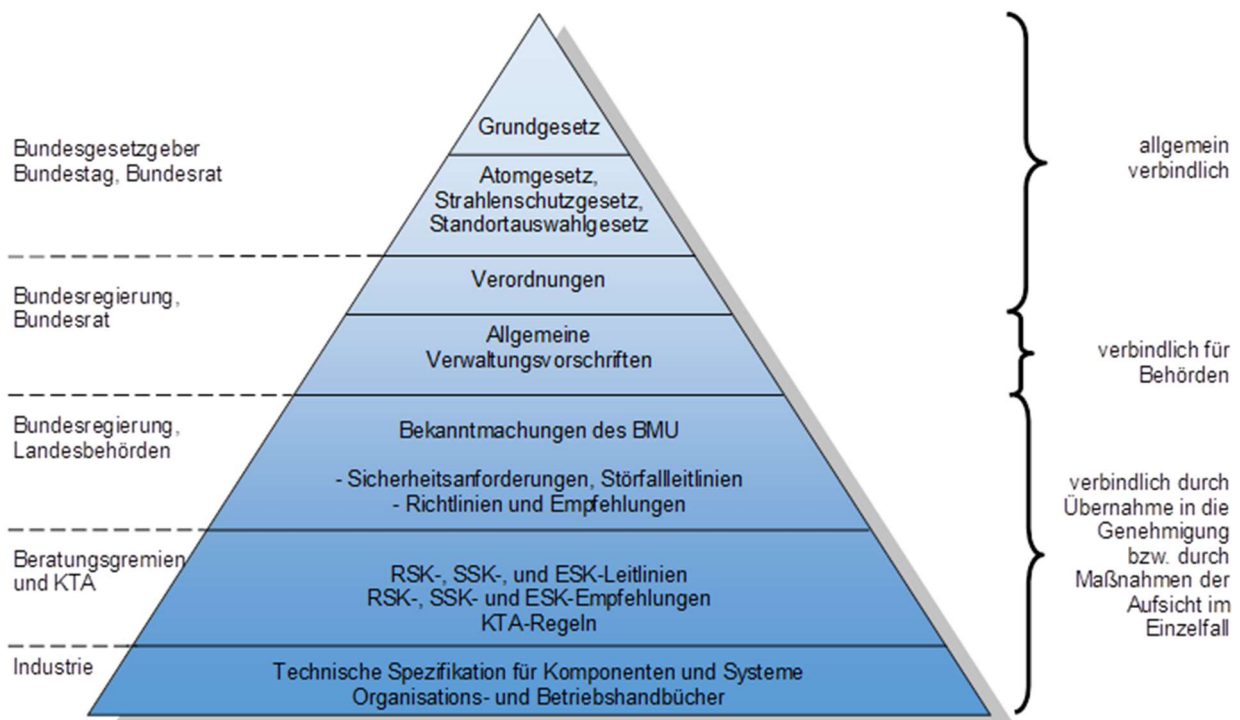 Bundesgesetzgeber
Bundestag, Bundesrat
Bundesregierung,
Bundesrat
Bundesregierung,
Landesbehörden
Beratungsgremien
und KTA
Industrie
Grundgesetz
Atomgesetz,
Strahlenschutzgesetz,
Standortauswahlgesetz
Verordnungen
Allgemeine
Verwaltungsvorschriften
Bekanntmachungen des BMU
- Sicherheitsanforderungen, Störfallleitlinien
- Richtlinien und Empfehlungen
RSK-, SSK-, und ESK-Leitlinien
RSK-, SSK- und ESK-Empfehlungen
KTA-Regeln
Technische Spezifikation für Komponenten und Systeme
Organisations- und Betriebshandbücher
allgemein
verbindlich
verbindlich für
Behörden
verbindlich durch
Übernahme in die
Genehmigung
bzw. durch
Maßnahmen der
Aufsicht im
Einzelfall